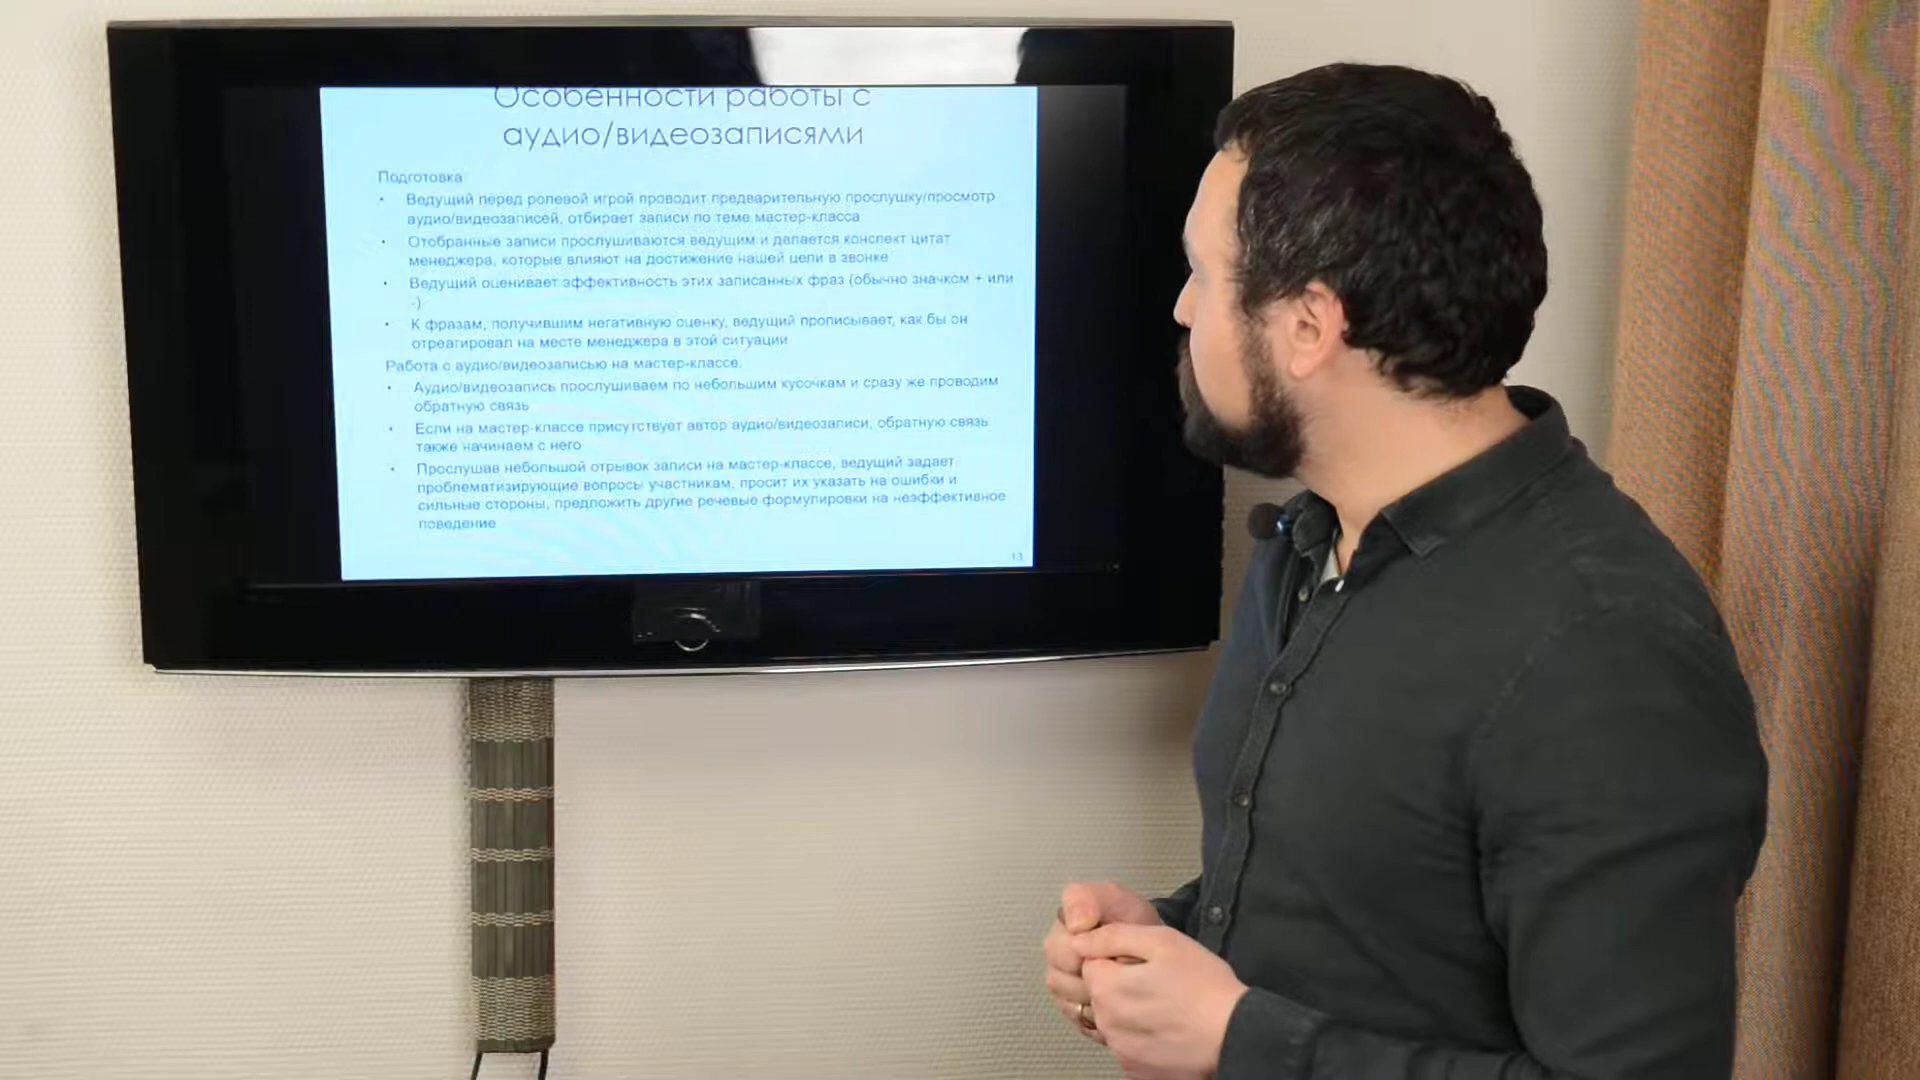 Особенности работы с
аудио/видеозаписями
Подготовка
• Ведущий перед ролевой игрой проводит предварительную прослушку/просмотр
аудио/видеозаписей, отбирает записи по теме мастер-класса
• Отобранные записи прослушиваются ведущим и делается конспект цитат
менеджера, которые влияют на достижение нашей цели в звонке
• Ведущий оценивает эффективность этих записанных фраз (обычно значком + или
-)
• К фразам, получившим негативную оценку, ведущий прописывает, как бы он
отреагировал на месте менеджера в этой ситуации
Работа с аудио/видеозаписью на мастер-классе.
• Аудио/видеозапись прослушиваем по небольшим кусочкам и сразу же проводим
обратную связь
• Если на мастер-классе присутствует автор аудио/видеозаписи, обратную связь
также начинаем с него
• Прослушав небольшой отрывок записи на мастер-классе, ведущий задает
проблематизирующие вопросы участникам, просит их указать на ошибки и
сильные стороны, предложить другие речевые формулировки на неэффективное
поведение
13